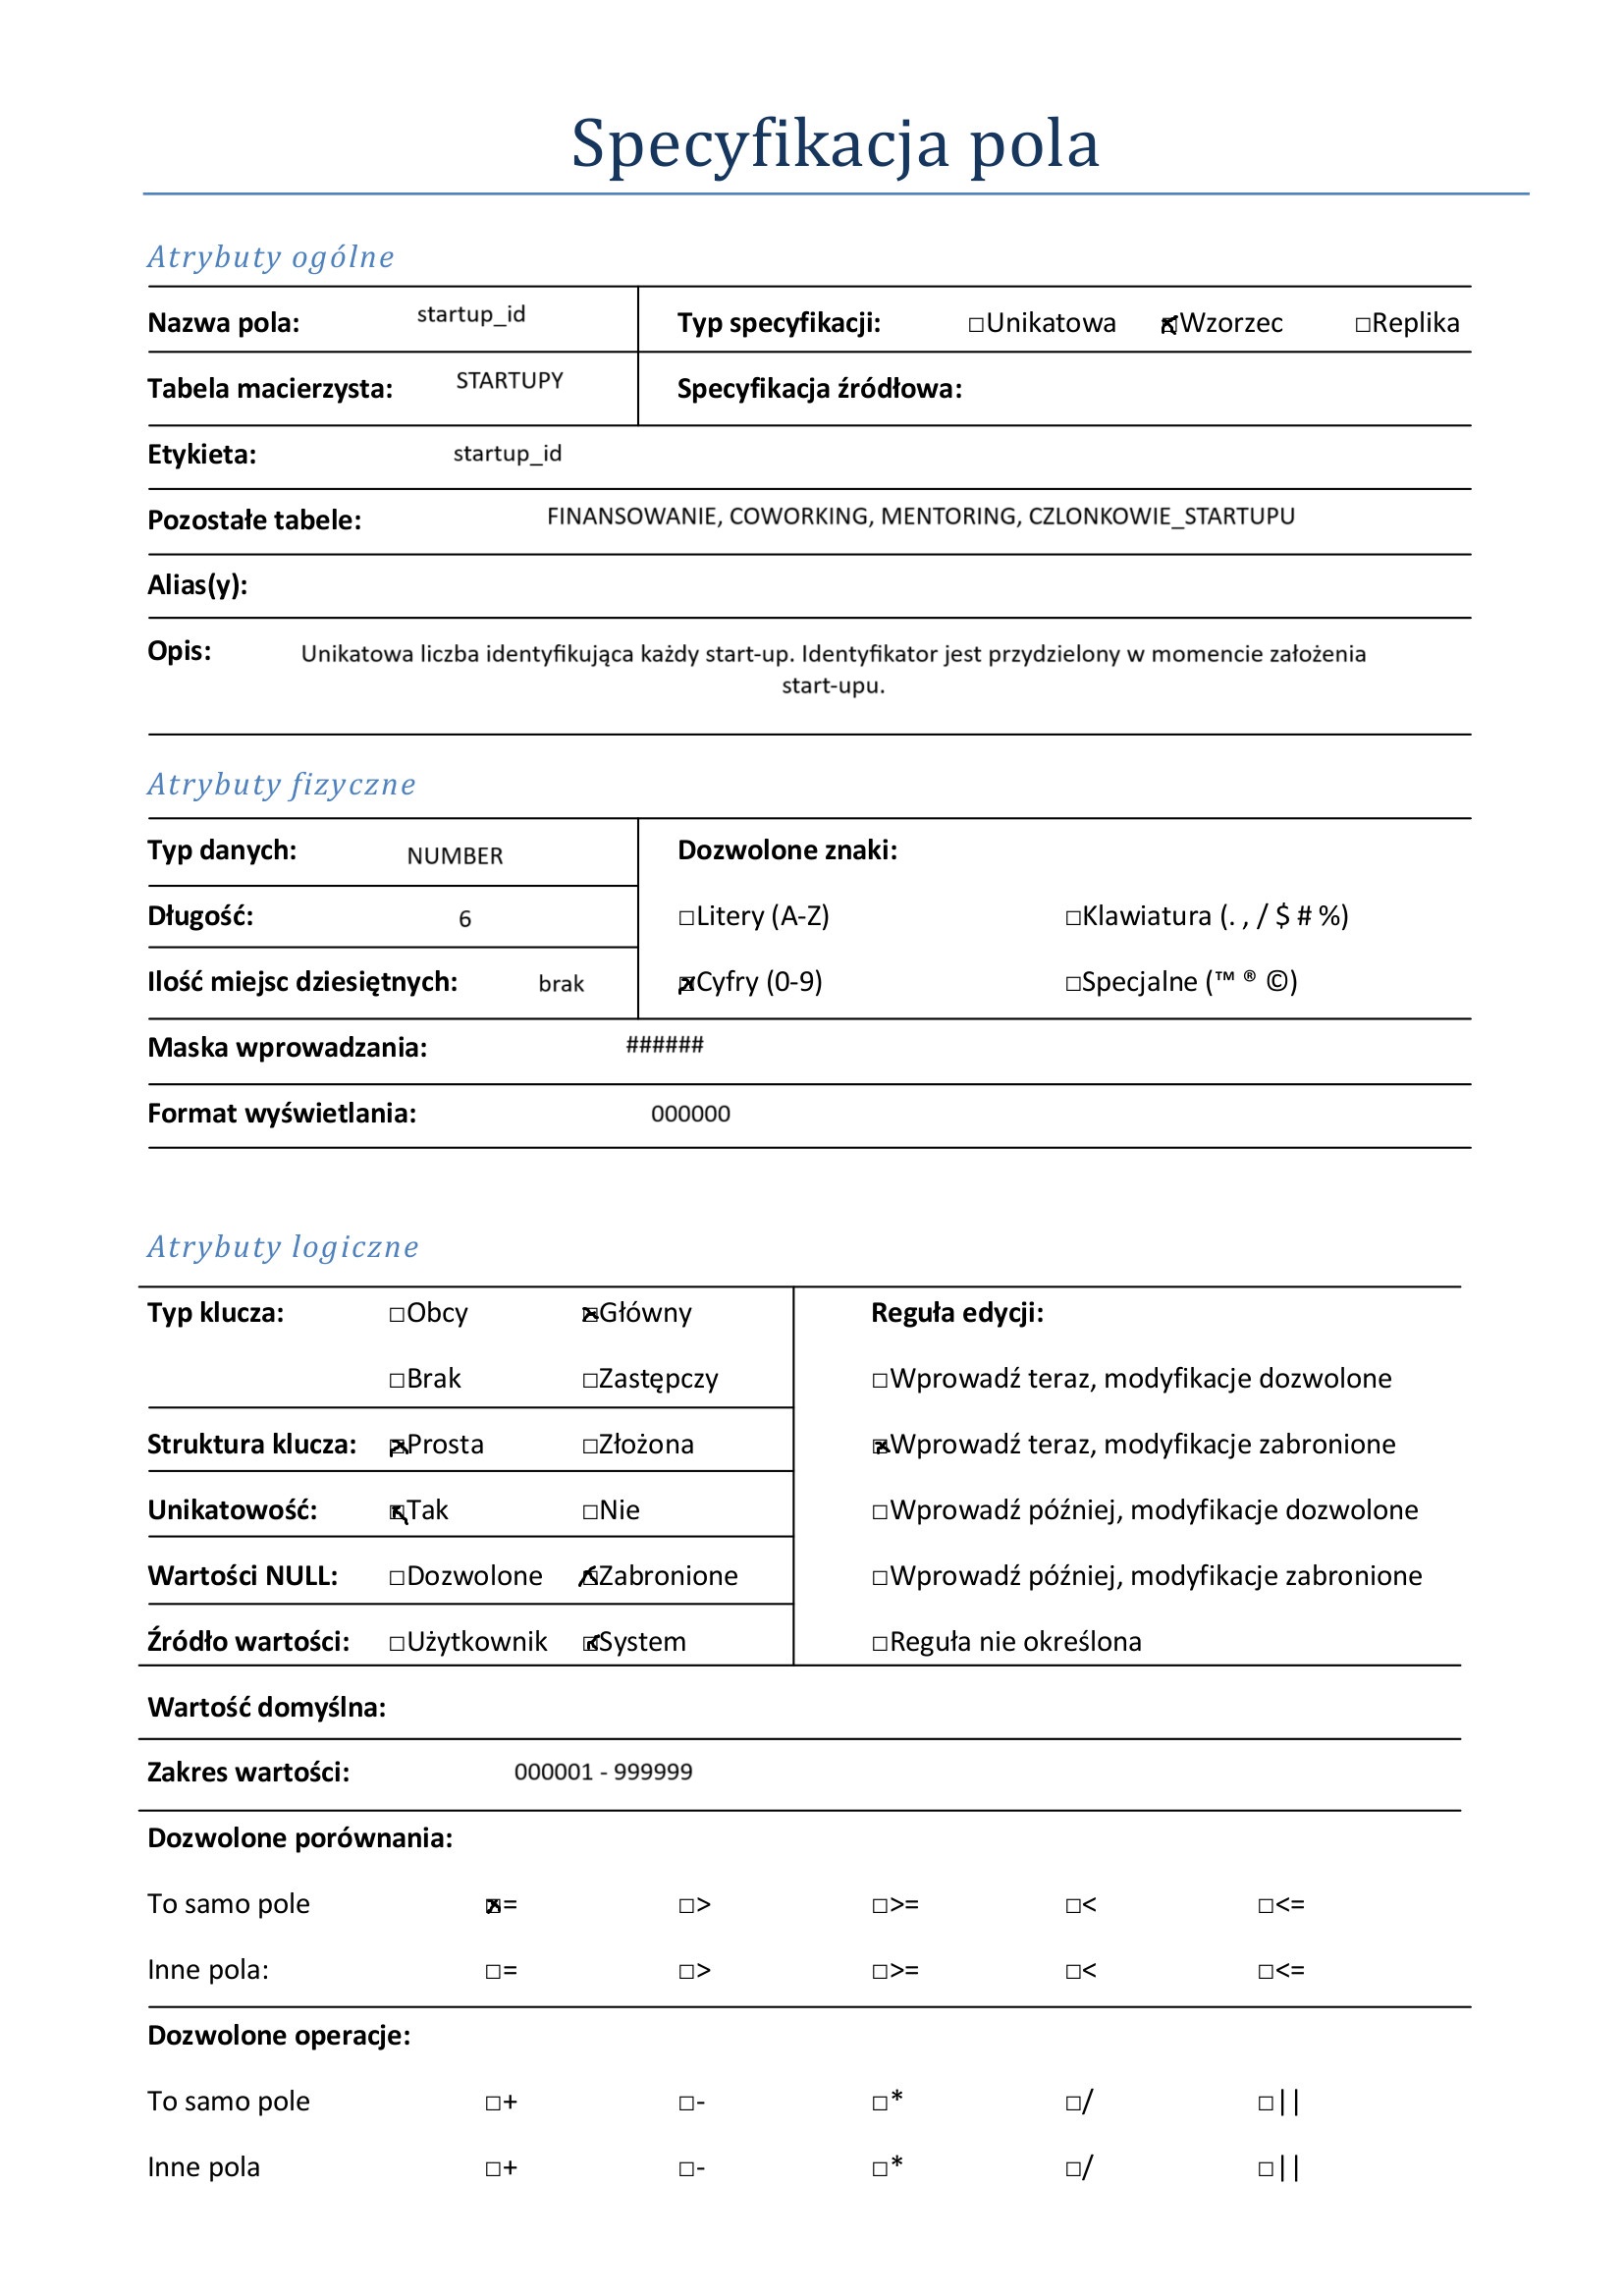 Specyfikacja pola
Atrybuty ogólne
Nazwa pola: startup_id Typ specyfikacji: □Unikatowa ☒Wzorzec □Replika
Tabela macierzysta: STARTUPY Specyfikacja źródłowa:
Etykieta: startup_id
Pozostałe tabele: FINANSOWANIE, COWORKING, MENTORING, CZLONKOWIE_STARTUPU
Alias(y):
Opis: Unikatowa liczba identyfikująca każdy start-up. Identyfikator jest przydzielony w momencie założenia
start-upu.
Atrybuty fizyczne
Typ danych: NUMBER Dozwolone znaki:
Długość: 6 □Litery (A-Z) □Klawiatura (. , / $ # %)
Ilość miejsc dziesiętnych: brak ☒Cyfry (0-9) □Specjalne (™ ® ©)
Maska wprowadzania: ######
Format wyświetlania: 000000
Atrybuty logiczne
Typ klucza: □Obcy ☒Główny Reguła edycji:
□Brak □Zastępczy □Wprowadź teraz, modyfikacje dozwolone
Struktura klucza: ☒Prosta □Złożona ☒Wprowadź teraz, modyfikacje zabronione
Unikatowość: ☒Tak □Nie □Wprowadź później, modyfikacje dozwolone
Wartości NULL: □Dozwolone ☒Zabronione □Wprowadź później, modyfikacje zabronione
Źródło wartości: □Użytkownik ☒System □Reguła nie określona
Wartość domyślna:
Zakres wartości: 000001 - 999999
Dozwolone porównania:
To samo pole ☒= □> □>= □< □<=
Inne pola: □= □> □>= □< □<=
Dozwolone operacje:
To samo pole □+ □- □* □/ □||
Inne pola □+ □- □* □/ □||